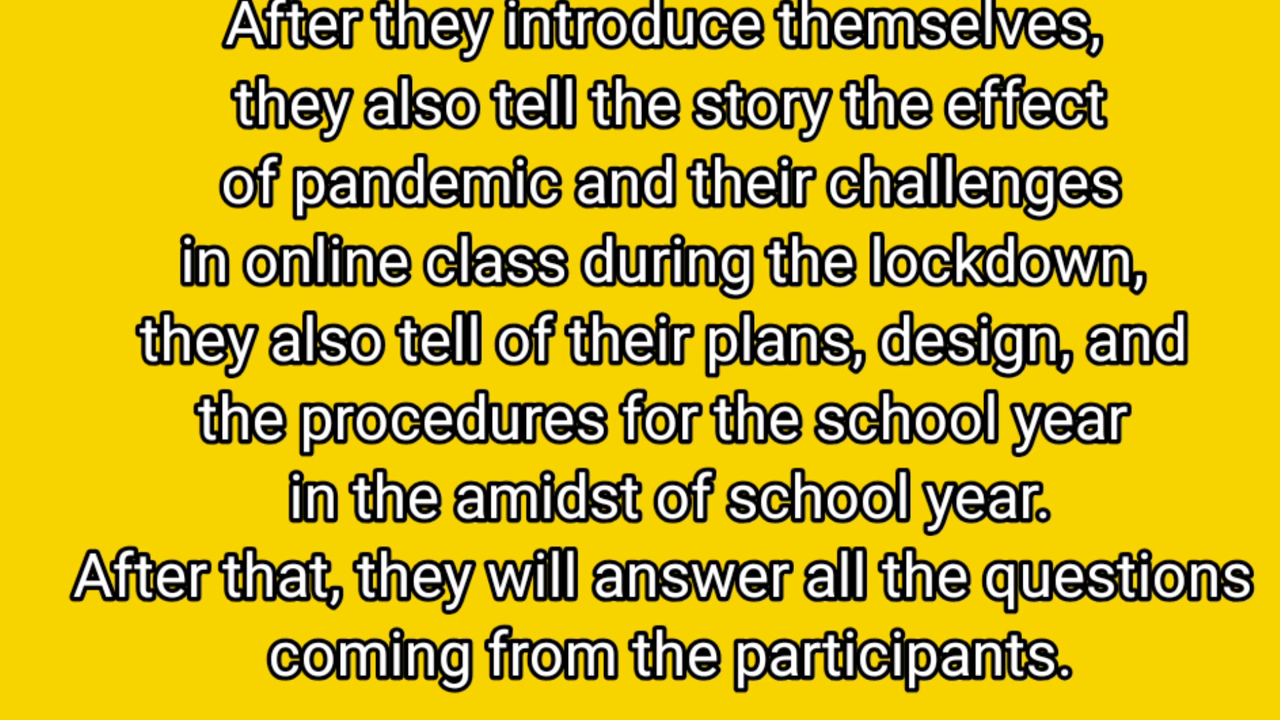 After they introduce themselves,
they also tell the story the effect
of pandemic and their challenges
in online class during the lockdown,
they also tell of their plans, design, and
the procedures for the school year
in the amidst of school year.
After that, they will answer all the questions
coming from the participants.